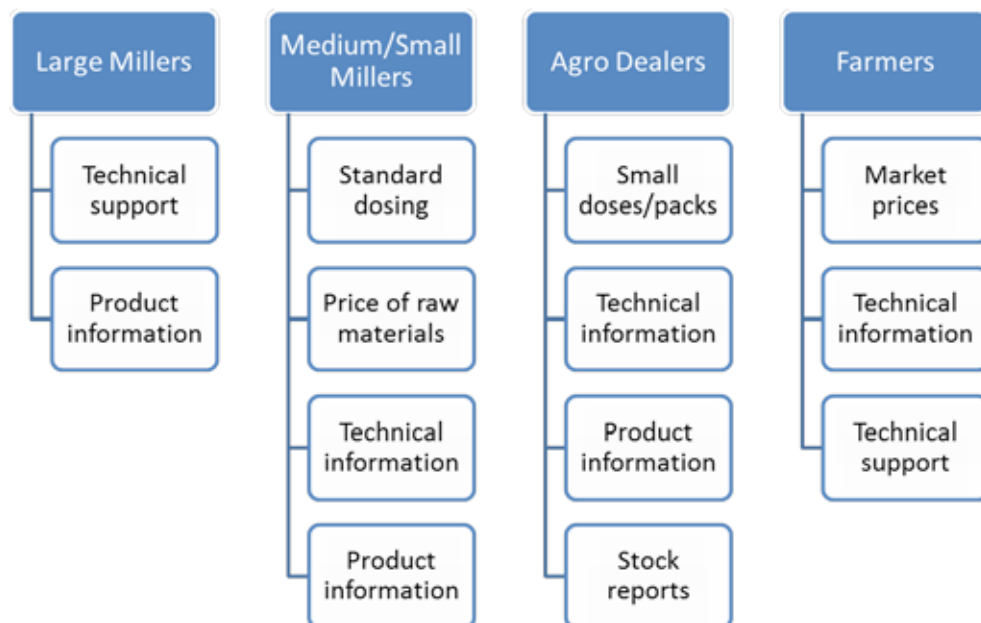 Large Millers
Technical
support
Product
information
Medium/Small
Millers
Standard
dosing
Price of raw
materials
Technical
information
Product
information
Agro Dealers
Small
doses/packs
Technical
information
Product
information
Stock
reports
Farmers
Market
prices
Technical
information
Technical
support